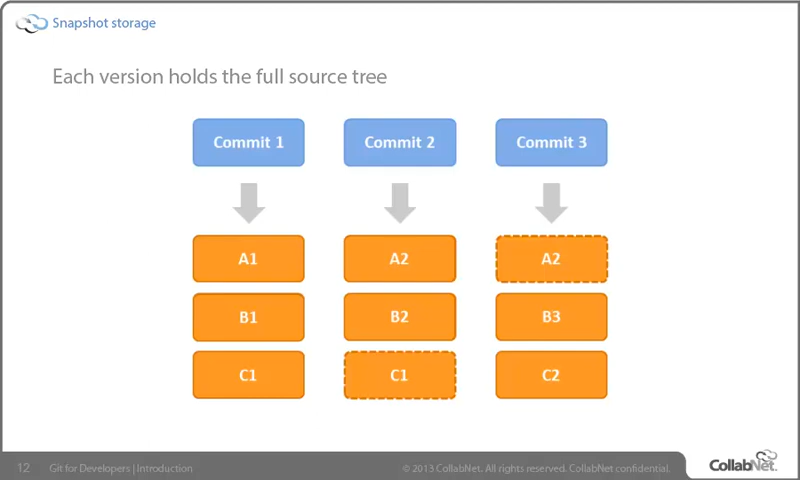 Snapshot storage
Each version holds the full source tree
Commit 1 Commit 2 Commit 3
A1 A2 A2
B1 B2 B3
C1 C1 C2
12 Git for Developers | Introduction © 2013 CollabNet. All rights reserved. CollabNet confidential. CollabNet